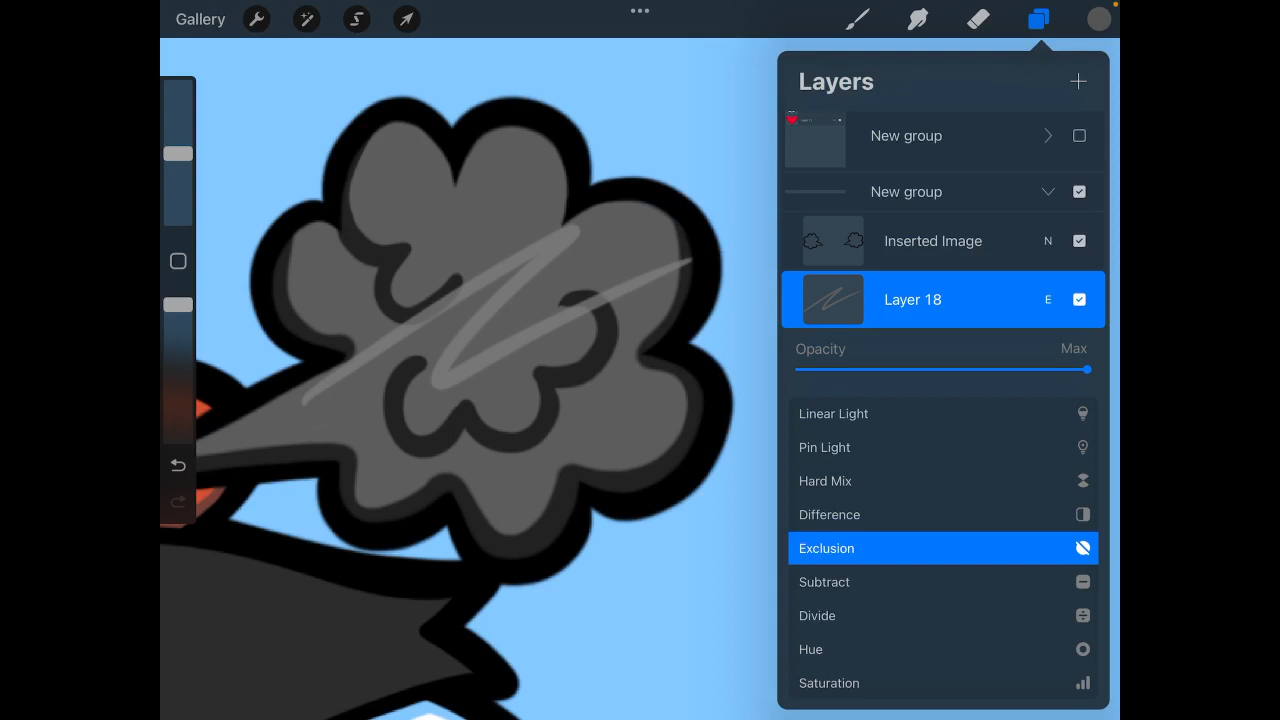 Gallery
Layers
New group
New group
Inserted Image N
Layer 18 E
Opacity Max
Linear Light
Pin Light
Hard Mix
Difference
Exclusion
Subtract
Divide
Hue
Saturation